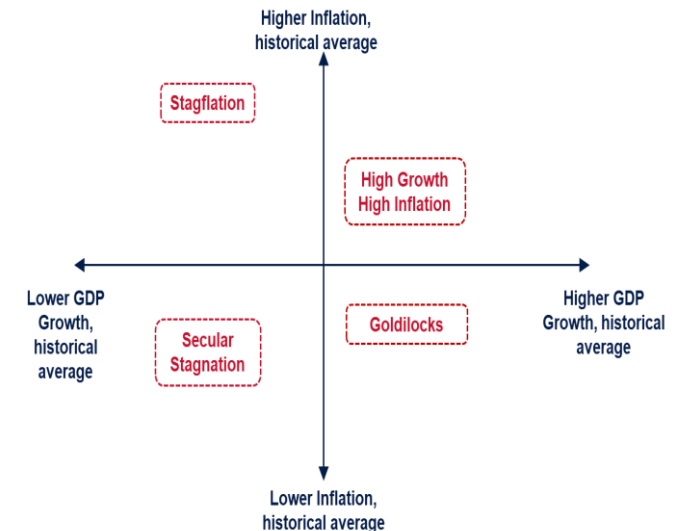 Higher Inflation,
historical average
Stagflation
High Growth
High Inflation
Lower GDP
Growth,
historical
average
Higher GDP
Growth, historical
average
Secular
Stagnation
Goldilocks
Lower Inflation,
historical average